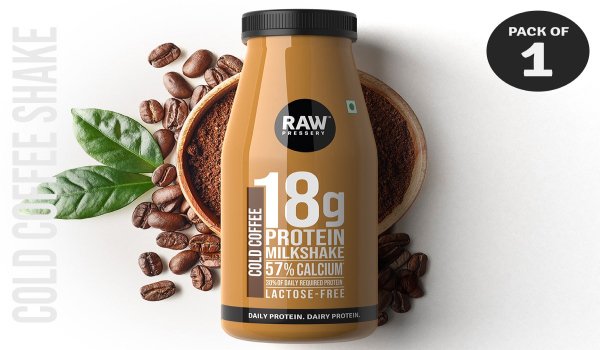 COLD COFFEE SHAKE
PACK OF
1
RAW™
PRESSERY
COLD COFFEE
18g
PROTEIN
MILKSHAKE
57% CALCIUM*
30% OF DAILY REQUIRED PROTEIN
LACTOSE-FREE
DAILY PROTEIN. DAIRY PROTEIN.